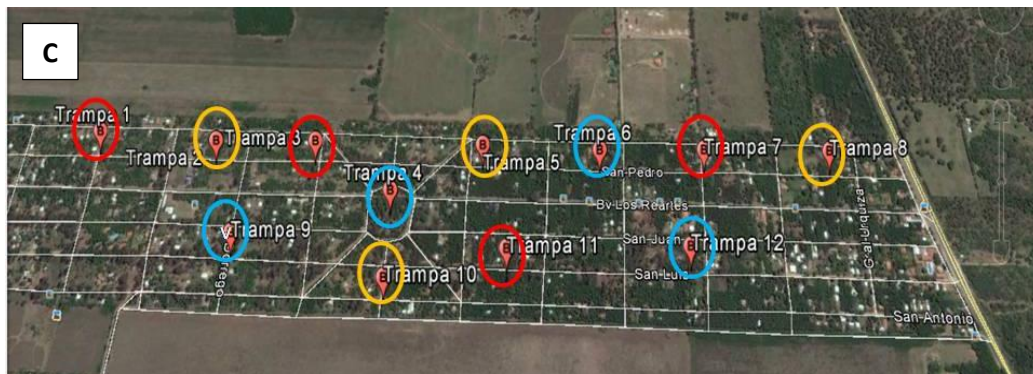 C
Trampa 1
Trampa 2
Trampa 3
Trampa 4
Trampa 5
Trampa 6
Trampa 7
Trampa 8
San Pedro
Bv Los Reartes
Gral Urquiza
Trampa 9
San Juan
Trampa 10
Trampa 11
Trampa 12
San Luis
San Antonio